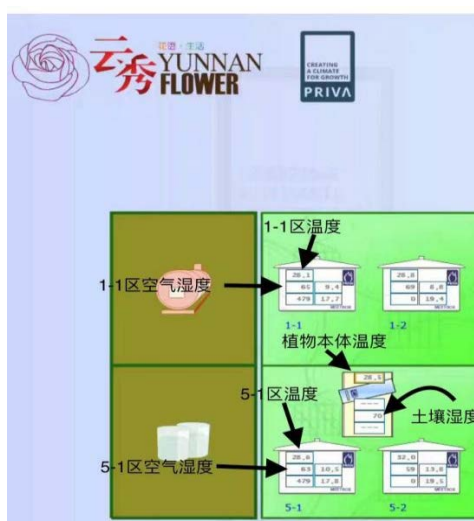 花语·生活
云秀 YUNNAN
FLOWER
CREATING
A CLIMATE
FOR GROWTH
PRIVA
1-1区温度
28,1
28,8
1-1区空气湿度
65 9,4
69 8,8
479 17,7
0 19,4
1-1
1-2
植物本体温度
28,5
5-1区温度
70
土壤湿度
28,6
32,0
5-1区空气湿度
63 10,5
59 13,8
479 17,8
0 19,5
5-1
5-2